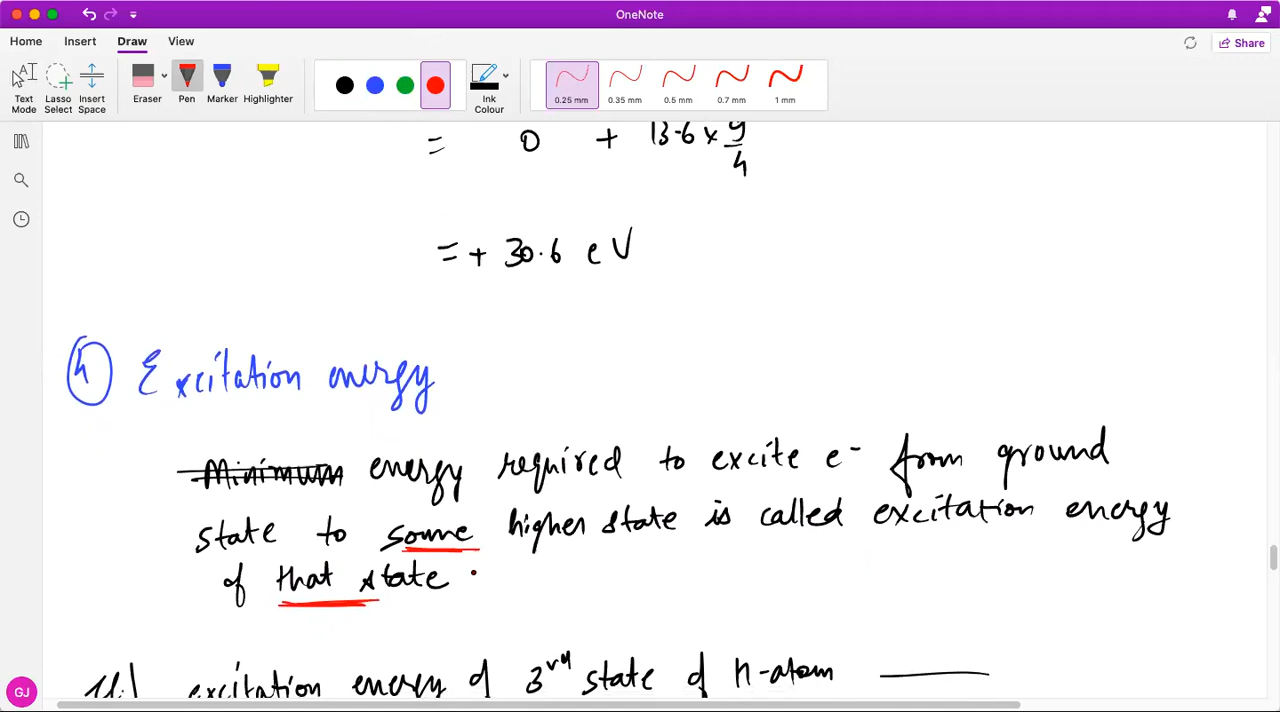 OneNote
Home Insert Draw View
Share
Text Mode
Lasso Select
Insert Space
Eraser
Pen
Marker
Highlighter
Ink Colour
0.25 mm 0.35 mm 0.5 mm 0.7 mm 1 mm
= 0 + 13.6 × 9/4
= + 30.6 eV
4 Excitation energy
Minimum energy required to excite e- from ground
state to some higher state is called excitation energy
of that state .
excitation energy of 3rd state of H-atom ____
GJ